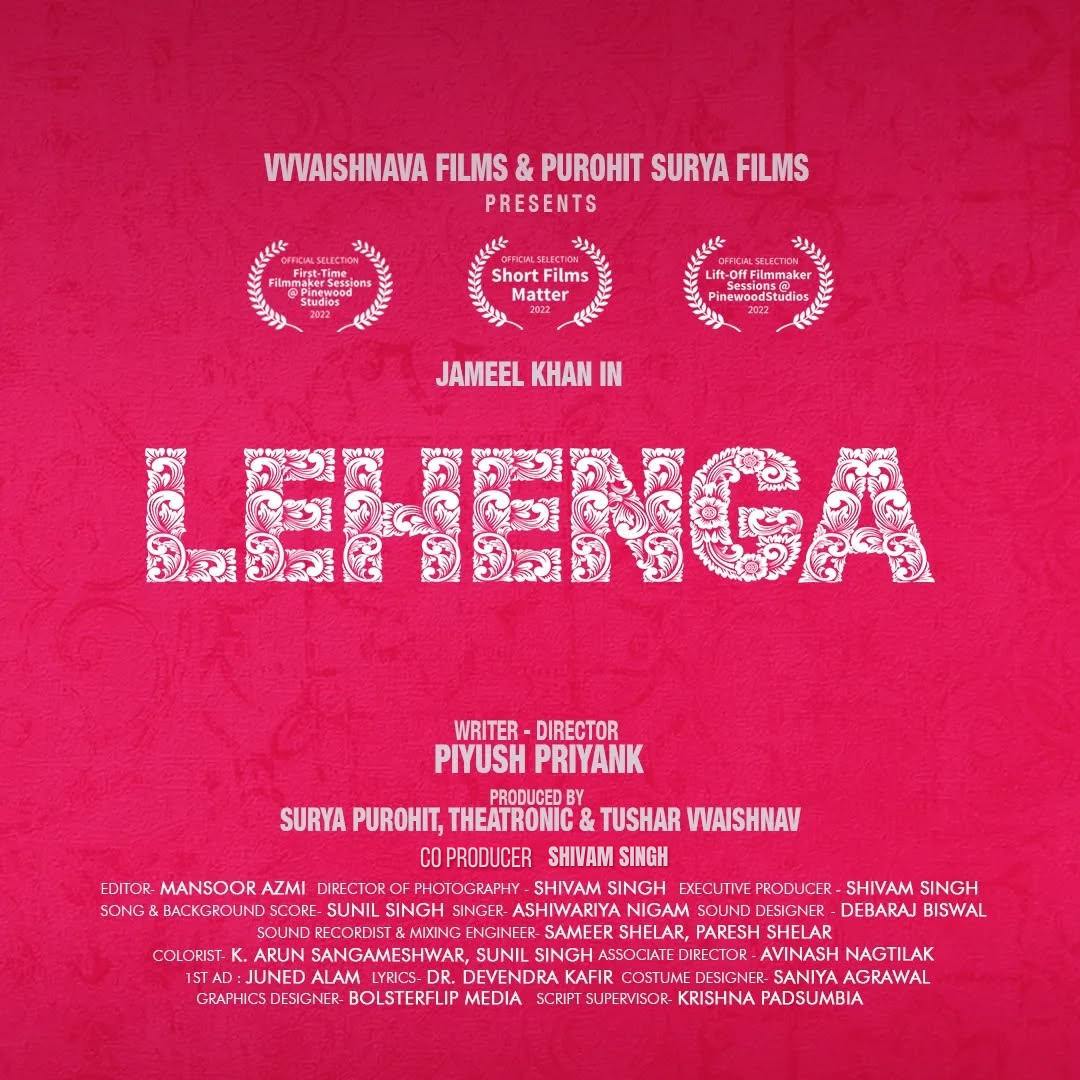 VVVAISHNAVA FILMS & PUROHIT SURYA FILMS
PRESENTS
OFFICIAL SELECTION
First-Time
Filmmaker Sessions
@ Pinewood
Studios
2022
OFFICIAL SELECTION
Short Films
Matter
2022
OFFICIAL SELECTION
Lift-Off Filmmaker
Sessions @
PinewoodStudios
2022
JAMEEL KHAN IN
LEHENGA
WRITER - DIRECTOR
PIYUSH PRIYANK
PRODUCED BY
SURYA PUROHIT, THEATRONIC & TUSHAR VVAISHNAV
CO PRODUCER SHIVAM SINGH
EDITOR- MANSOOR AZMI DIRECTOR OF PHOTOGRAPHY - SHIVAM SINGH EXECUTIVE PRODUCER - SHIVAM SINGH
SONG & BACKGROUND SCORE- SUNIL SINGH SINGER- ASHIWARIYA NIGAM SOUND DESIGNER - DEBARAJ BISWAL
SOUND RECORDIST & MIXING ENGINEER- SAMEER SHELAR, PARESH SHELAR
COLORIST- K. ARUN SANGAMESHWAR, SUNIL SINGH ASSOCIATE DIRECTOR - AVINASH NAGTILAK
1ST AD : JUNED ALAM LYRICS- DR. DEVENDRA KAFIR COSTUME DESIGNER- SANIYA AGRAWAL
GRAPHICS DESIGNER- BOLSTERFLIP MEDIA SCRIPT SUPERVISOR- KRISHNA PADSUMBIA